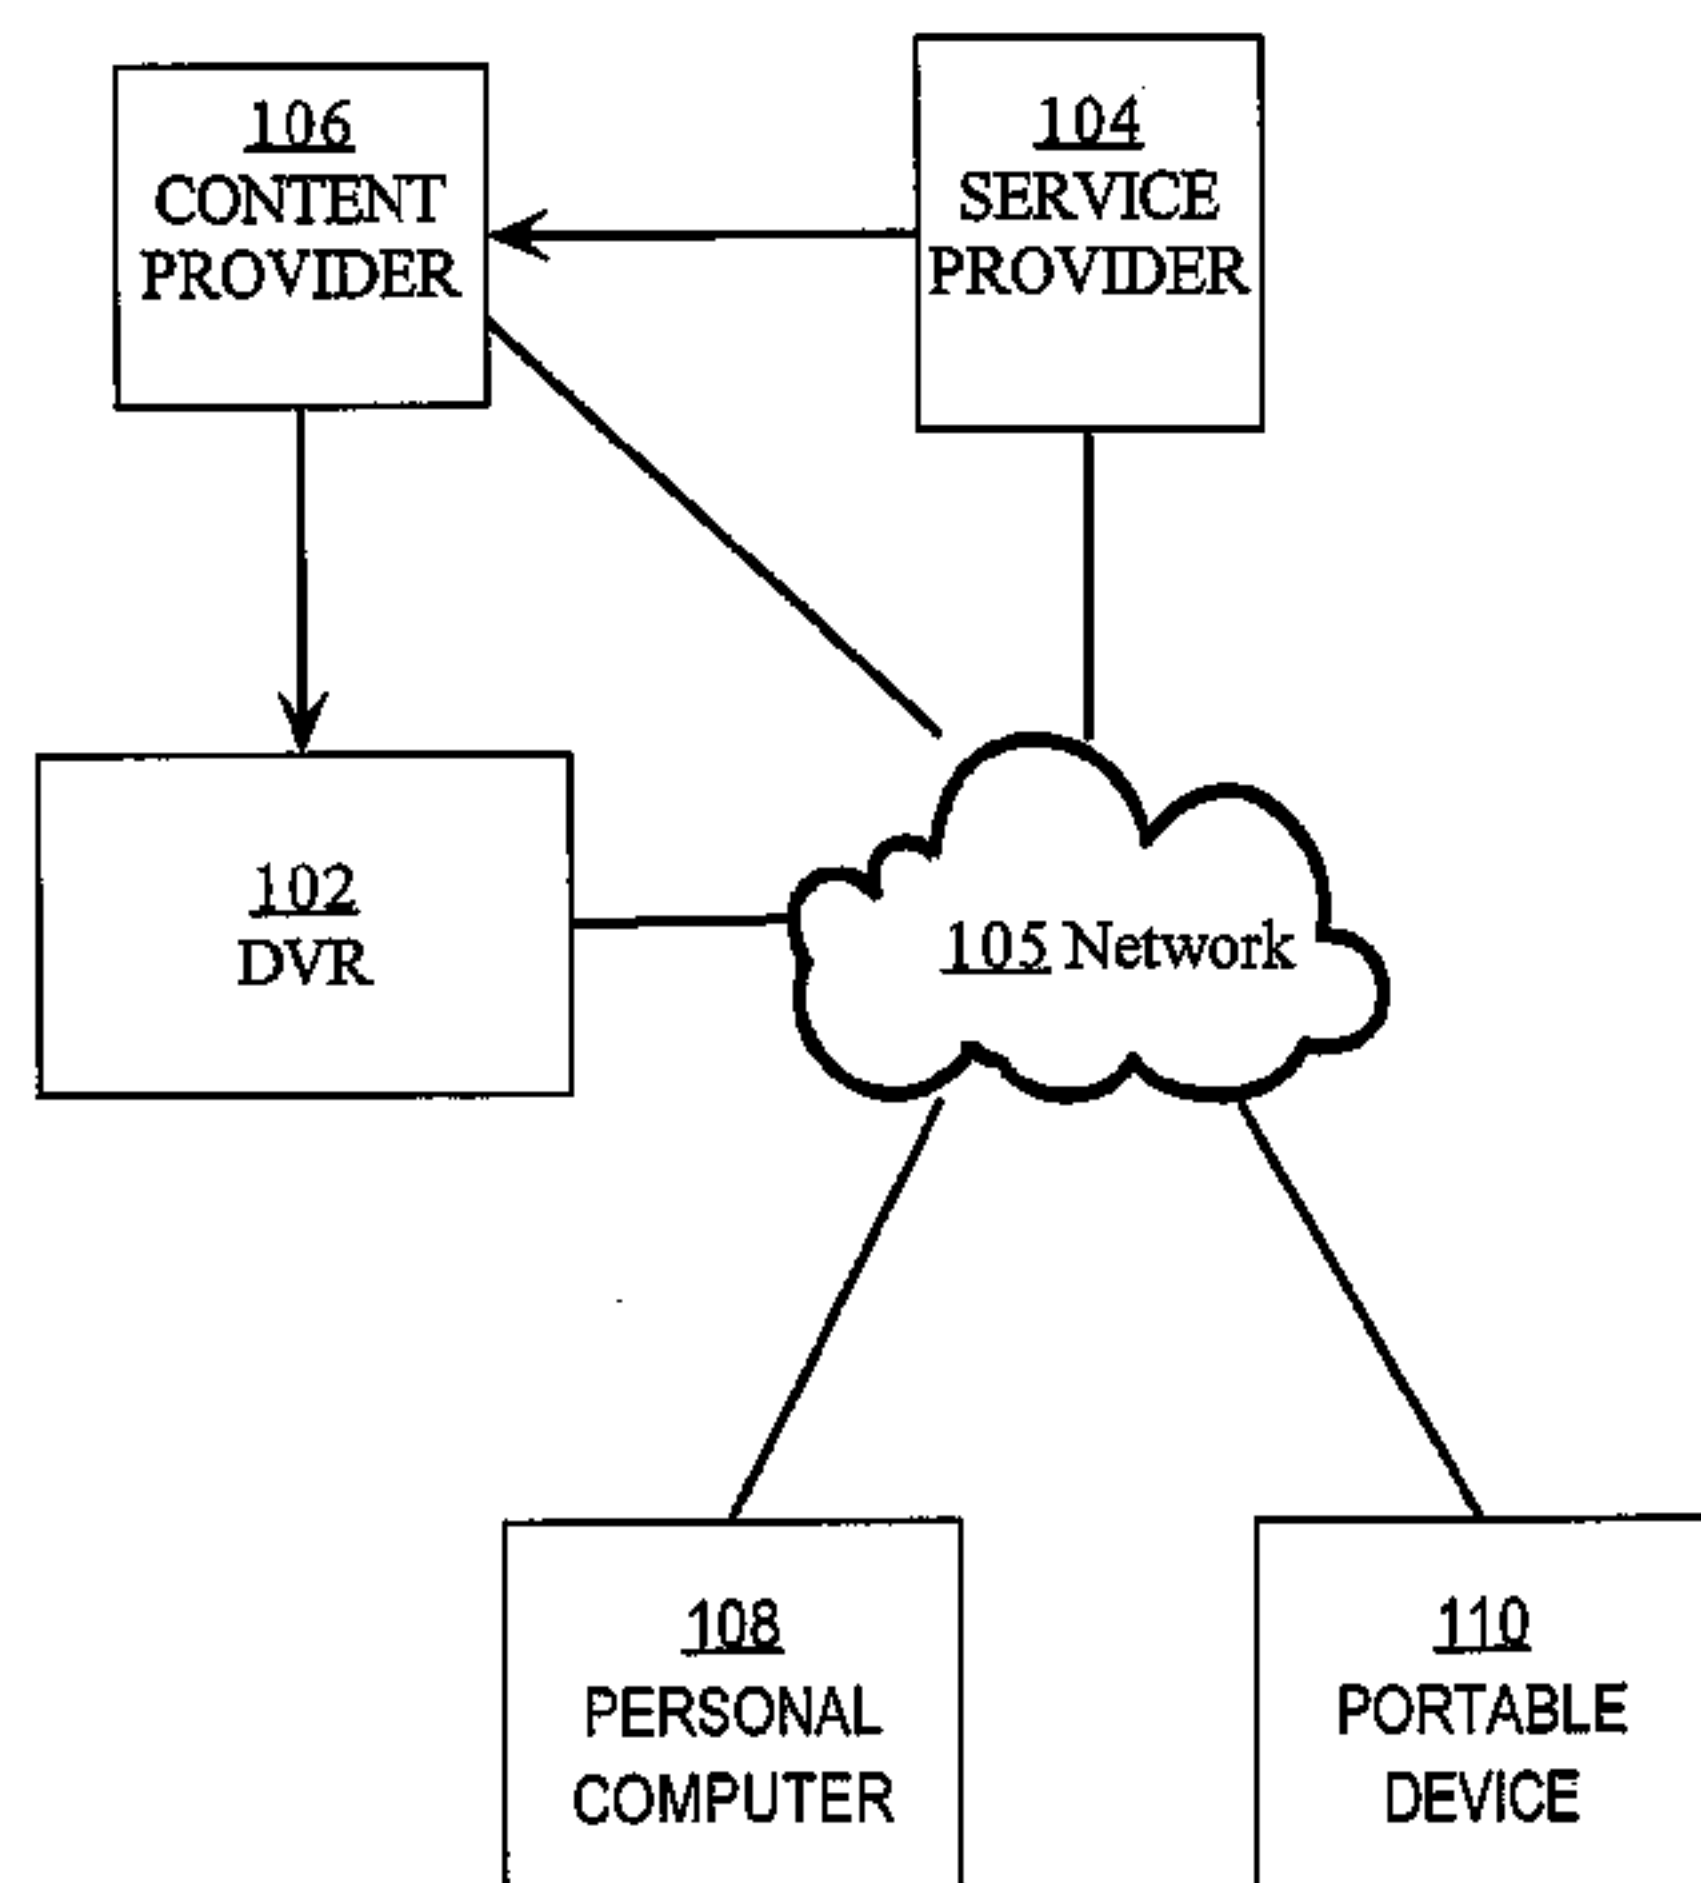 106
CONTENT
PROVIDER
104
SERVICE
PROVIDER
102
DVR
105 Network
108
PERSONAL
COMPUTER
110
PORTABLE
DEVICE